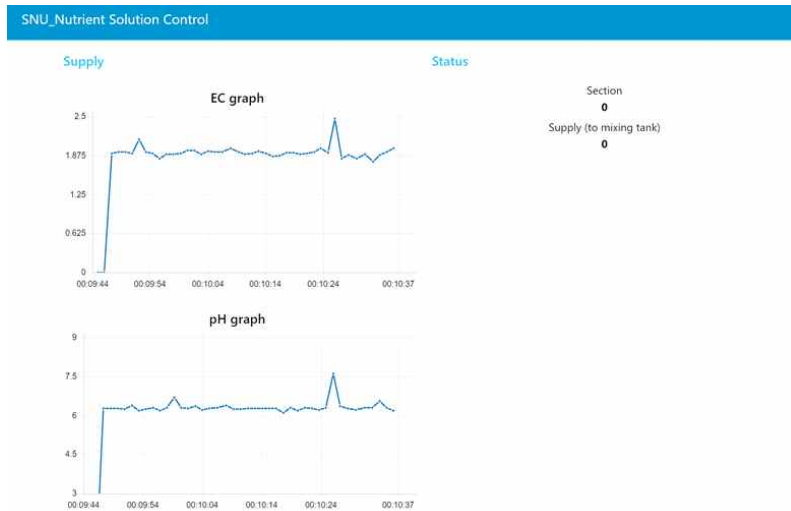 SNU_Nutrient Solution Control
Supply
Status
EC graph
2.5
1.875
1.25
0.625
0
00:09:44 00:09:54 00:10:04 00:10:14 00:10:24 00:10:37
pH graph
9
7.5
6
4.5
3
00:09:44 00:09:54 00:10:04 00:10:14 00:10:24 00:10:37
Section
0
Supply (to mixing tank)
0